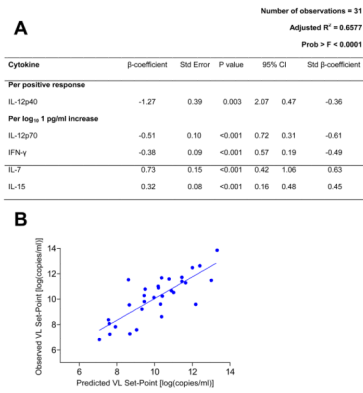 Number of observations = 31
Adjusted R² = 0.6577
Prob > F < 0.0001
Cytokine β-coefficient Std Error P value 95% CI Std β-coefficient
Per positive response
IL-12p40 -1.27 0.39 0.003 2.07 0.47 -0.36
Per log₁₀ 1 pg/ml increase
IL-12p70 -0.51 0.10 <0.001 0.72 0.31 -0.61
IFN-γ -0.38 0.09 <0.001 0.57 0.19 -0.49
IL-7 0.73 0.15 <0.001 0.42 1.06 0.63
IL-15 0.32 0.08 <0.001 0.16 0.48 0.45
B
Observed VL Set-Point [log(copies/ml)]
14
12
10
8
6
6 8 10 12 14
Predicted VL Set-Point [log(copies/ml)]